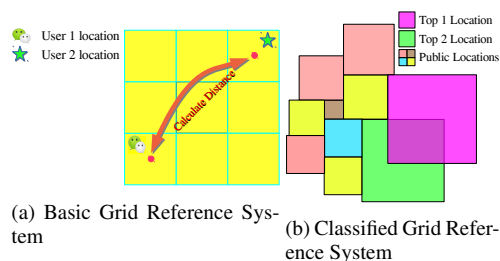 User 1 location
User 2 location
Calculate Distance
(a) Basic Grid Reference Sys-
tem
Top 1 Location
Top 2 Location
Public Locations
(b) Classified Grid Refer-
ence System